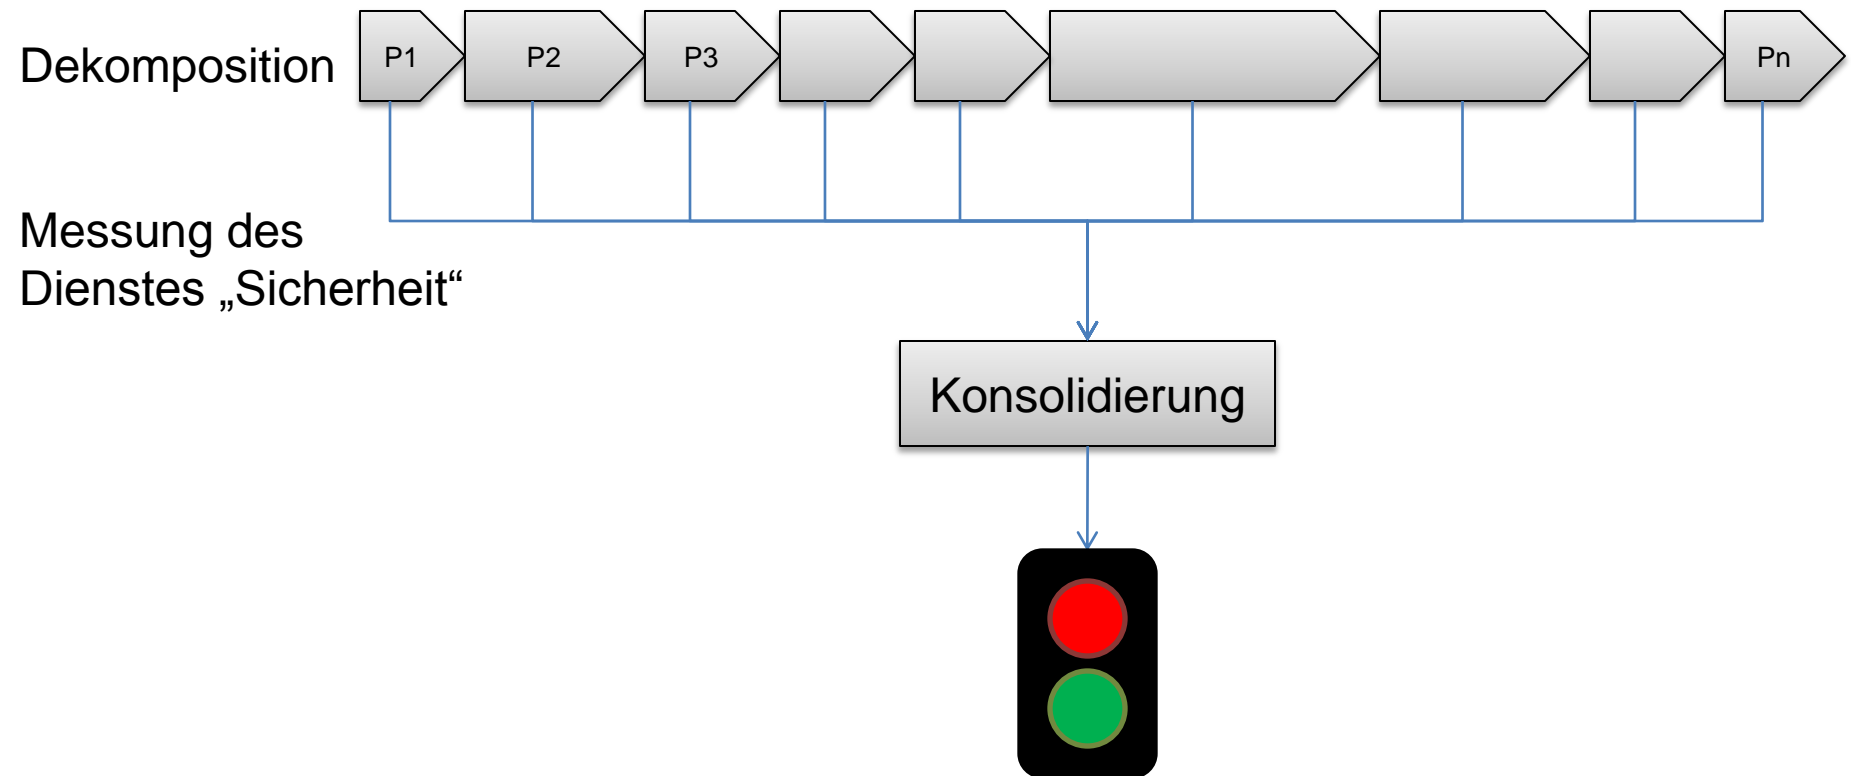 Dekomposition
P1
P2
P3
Pn
Messung des
Dienstes „Sicherheit“
Konsolidierung